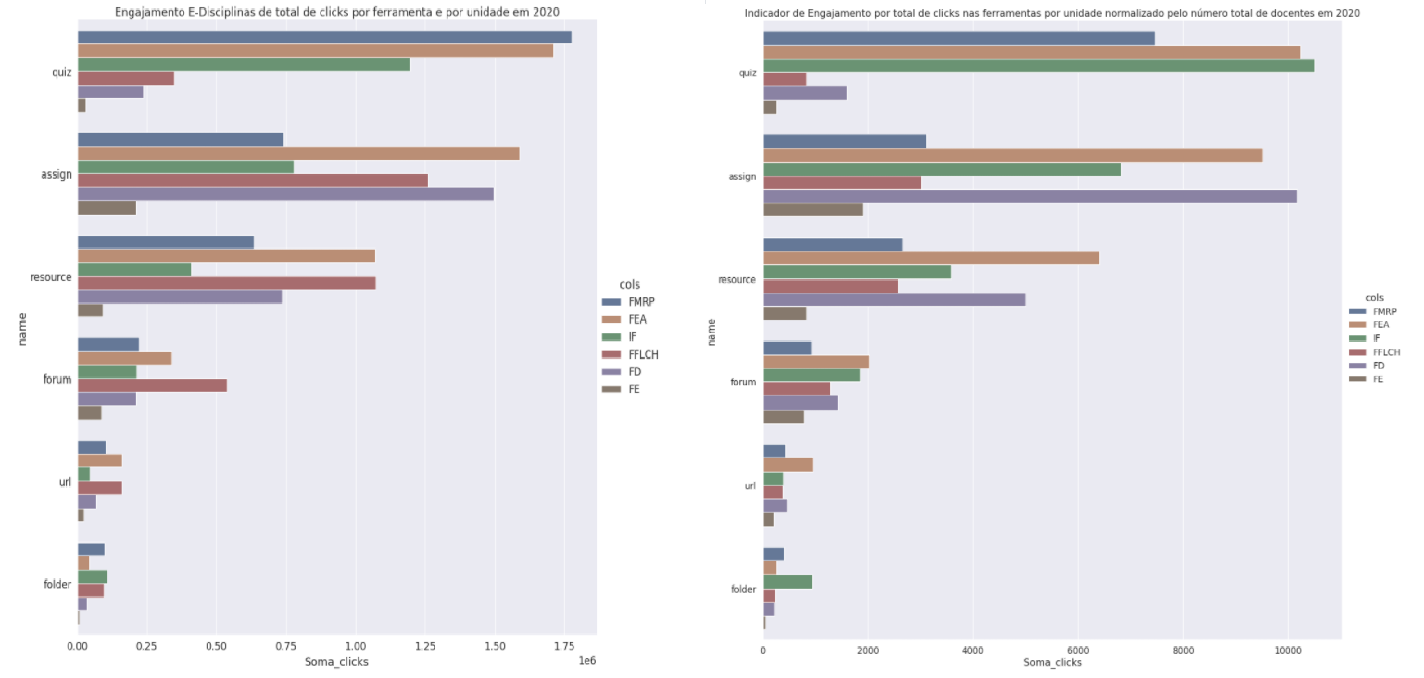 Engajamento E-Disciplinas de total de clicks por ferramenta e por unidade em 2020
quiz
assign
resource
forum
url
folder
name
0.00 0.25 0.50 0.75 1.00 1.25 1.50 1.75
1e6
Soma_clicks
cols
FMRP
FEA
IF
FFLCH
FD
FE
Indicador de Engajamento por total de clicks nas ferramentas por unidade normalizado pelo número total de docentes em 2020
quiz
assign
resource
forum
url
folder
name
0 2000 4000 6000 8000 10000
Soma_clicks
cols
FMRP
FEA
IF
FFLCH
FD
FE